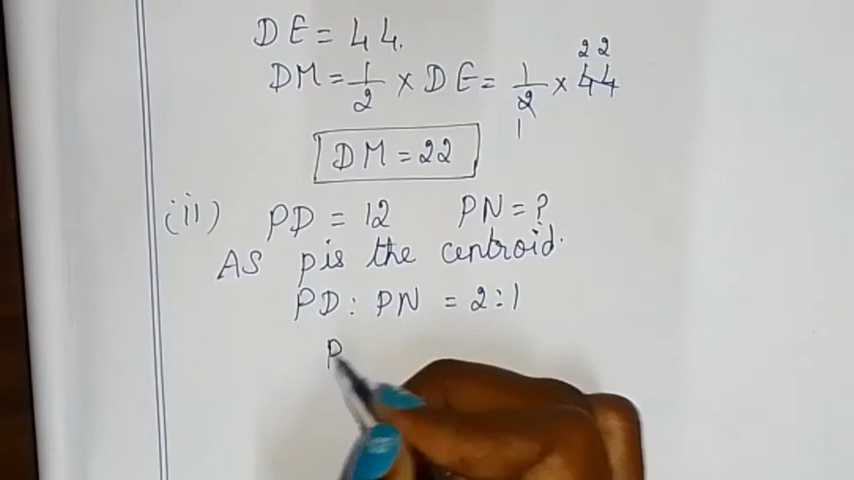 DE = 44.
DM = 1/2 × DE = 1/2 × 44 22
1
DM = 22
(ii) PD = 12 PN = ?
As p is the centroid.
PD : PN = 2 : 1
P